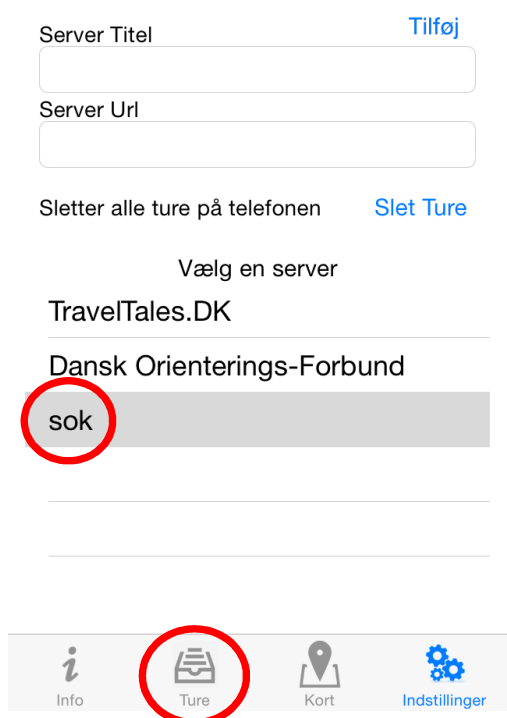 Server Titel
Tilføj
Server Url
Sletter alle ture på telefonen
Slet Ture
Vælg en server
TravelTales.DK
Dansk Orienterings-Forbund
sok
Info
Ture
Kort
Indstillinger